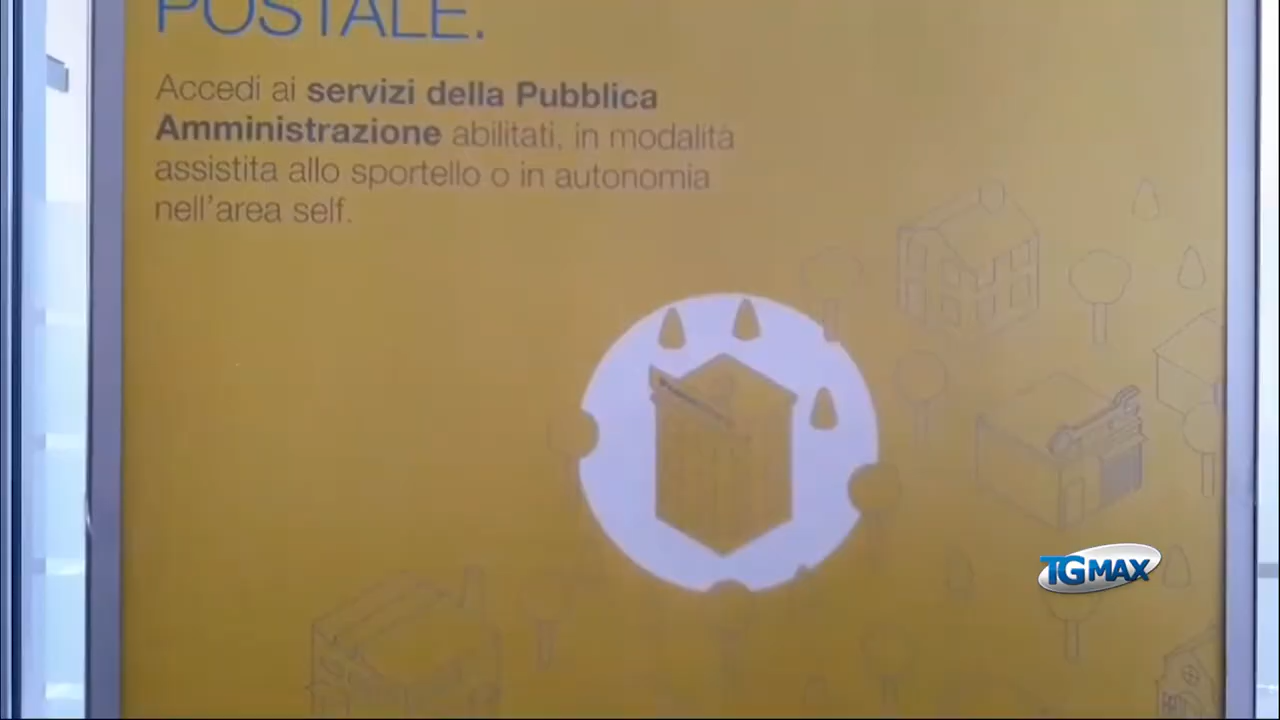 POSTALE.
Accedi ai servizi della Pubblica
Amministrazione abilitati, in modalità
assistita allo sportello o in autonomia
nell'area self.
TGMAX